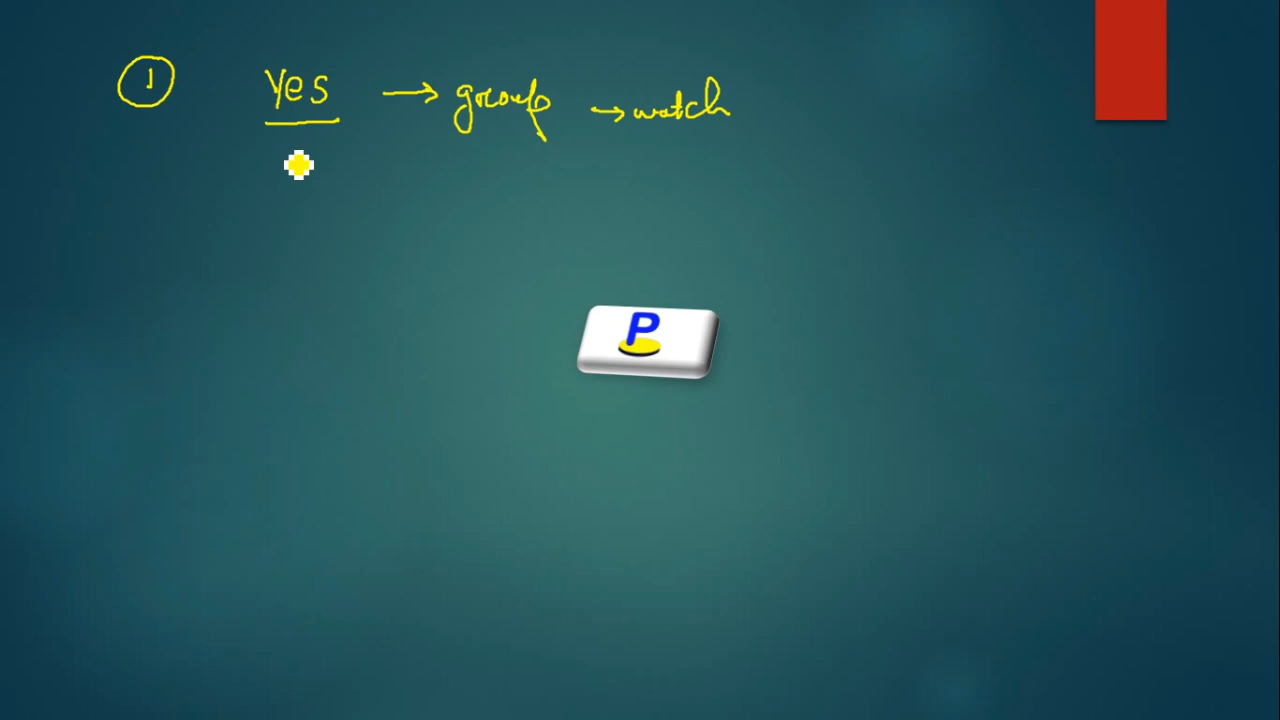 ① Yes → group → watch
P